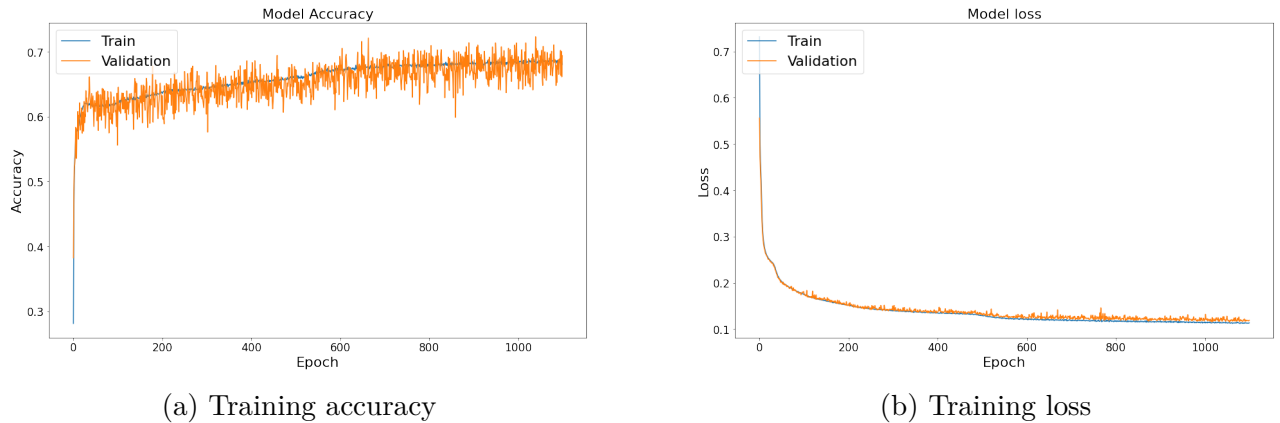 Model Accuracy
Train
Validation
0.7
0.6
0.5
0.4
0.3
Accuracy
0 200 400 600 800 1000
Epoch
(a) Training accuracy
Model loss
Train
Validation
0.7
0.6
0.5
0.4
0.3
0.2
0.1
Loss
0 200 400 600 800 1000
Epoch
(b) Training loss